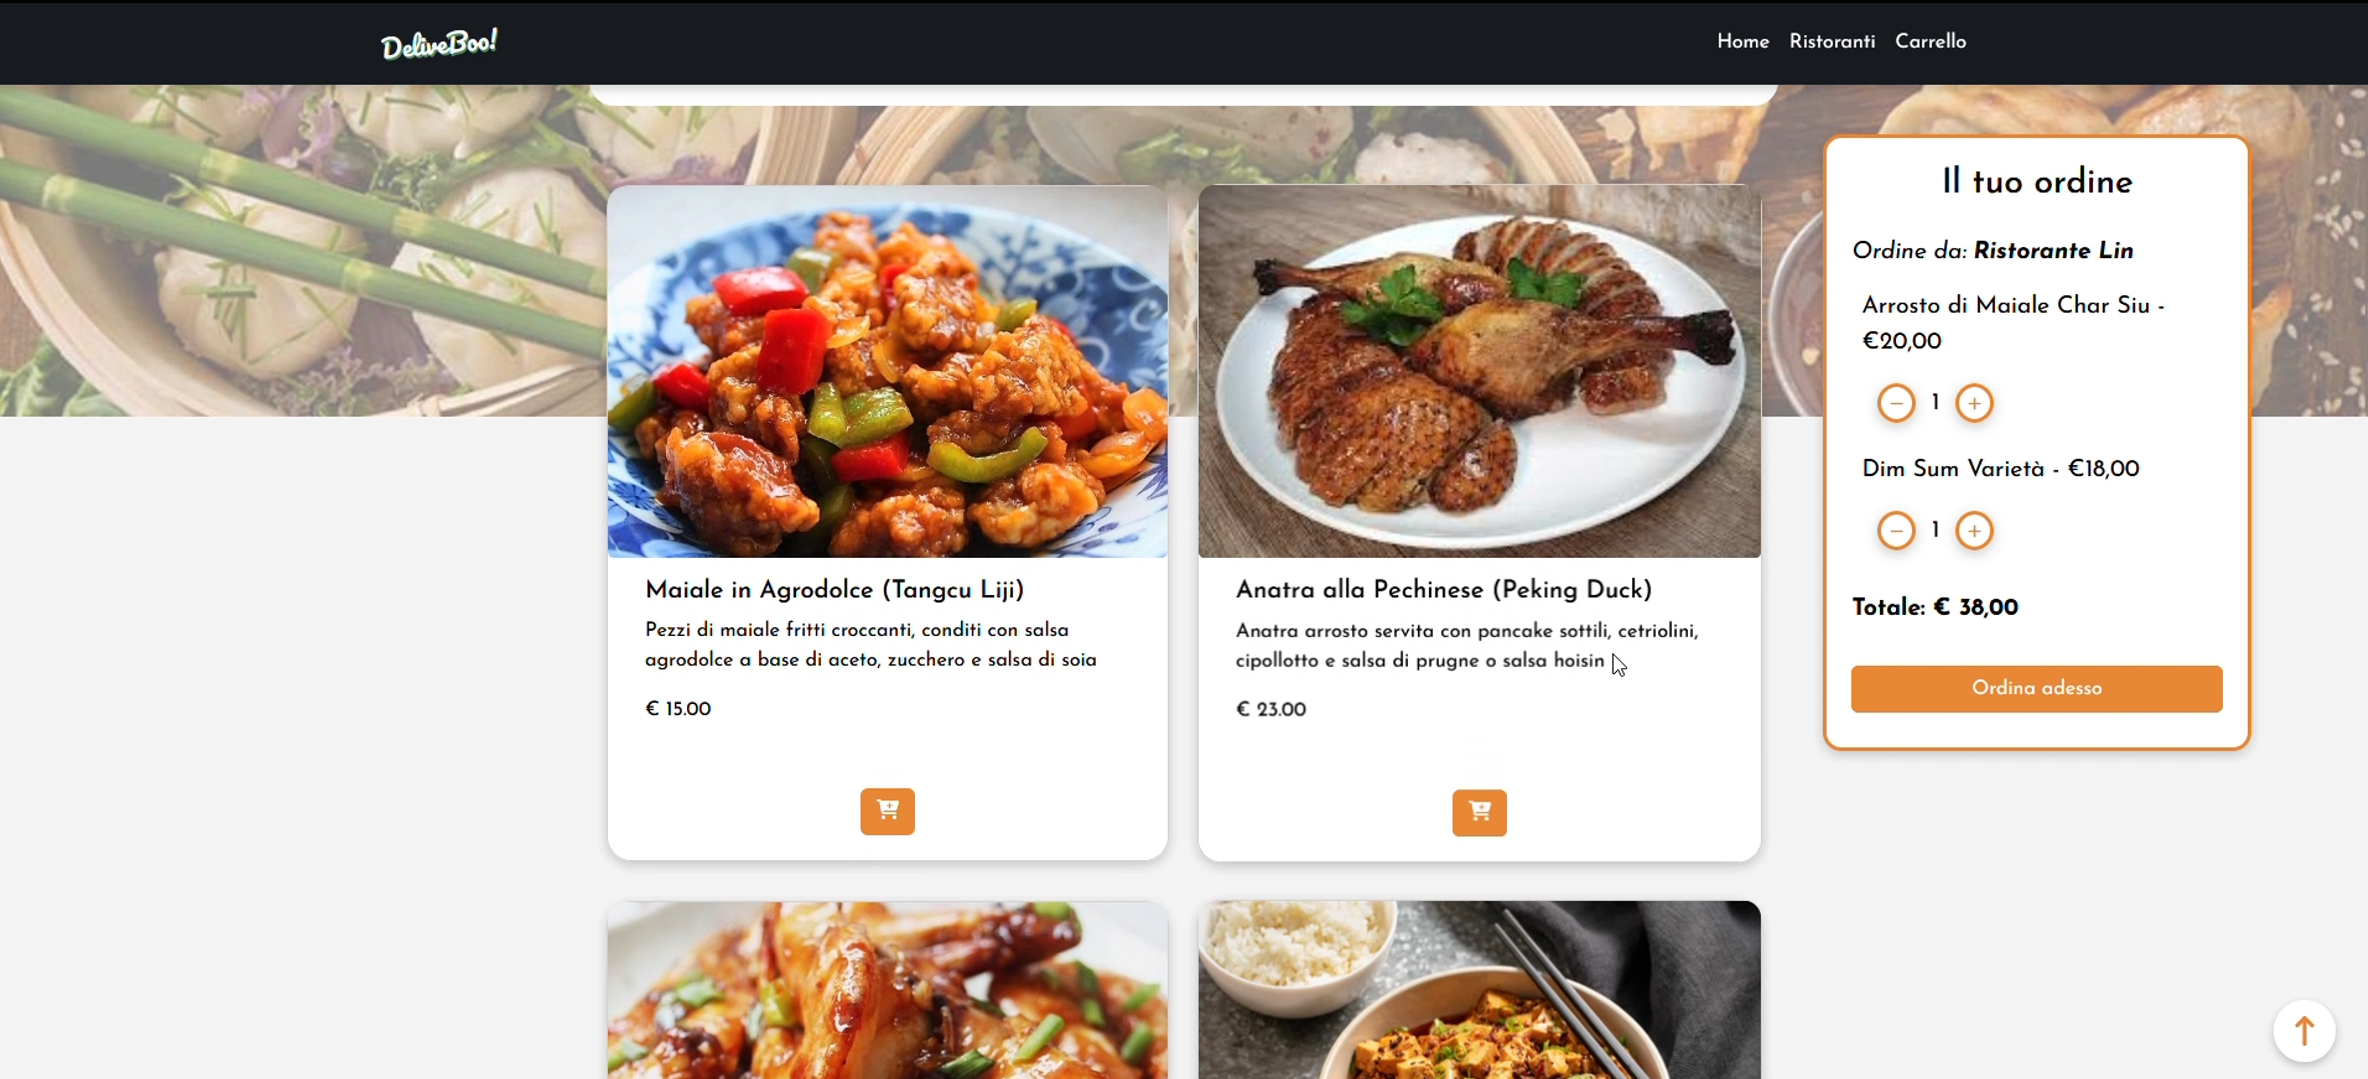 DeliveBoo!
Home Ristoranti Carrello
Maiale in Agrodolce (Tangcu Liji)
Pezzi di maiale fritti croccanti, conditi con salsa
agrodolce a base di aceto, zucchero e salsa di soia
€ 15.00
Anatra alla Pechinese (Peking Duck)
Anatra arrosto servita con pancake sottili, cetriolini,
cipollotto e salsa di prugne o salsa hoisin
€ 23.00
Il tuo ordine
Ordine da: Ristorante Lin
Arrosto di Maiale Char Siu -
€20,00
− 1 +
Dim Sum Varietà - €18,00
− 1 +
Totale: € 38,00
Ordina adesso